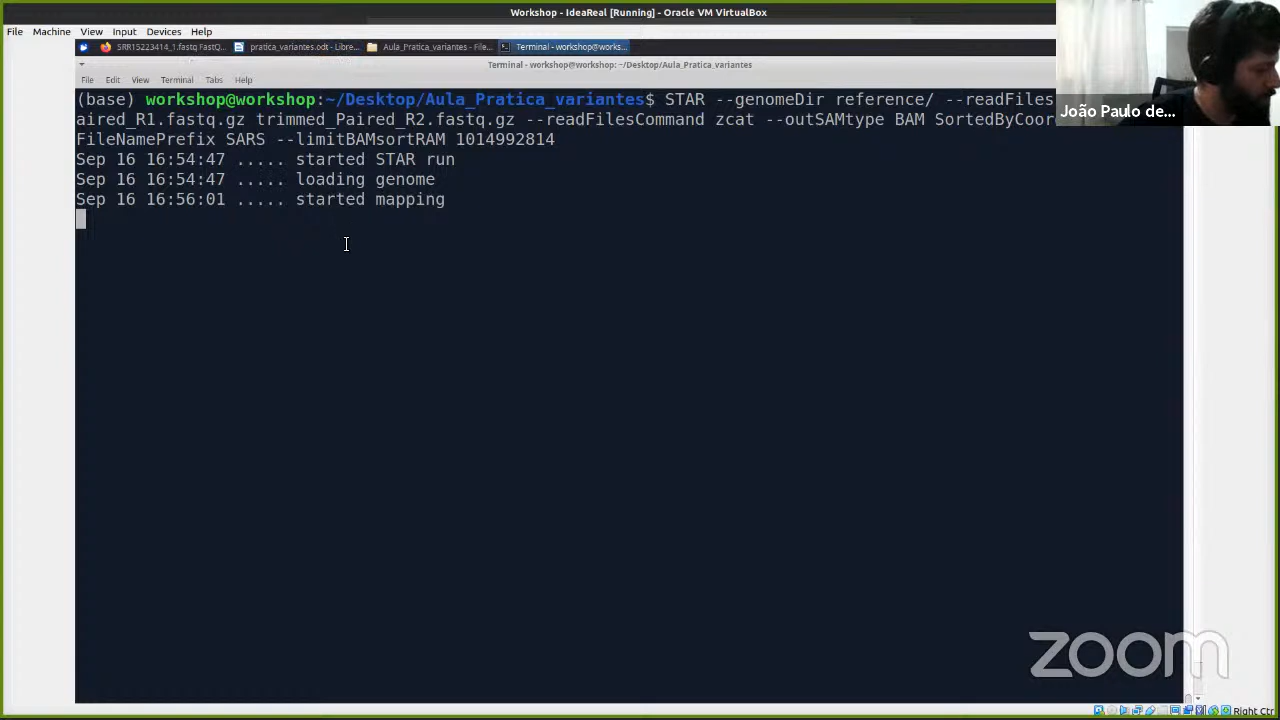 Workshop - IdeaReal [Running] - Oracle VM VirtualBox
File Machine View Input Devices Help
SRR15223414_1.fastq FastQ... pratica_variantes.odt - Libre... Aula_Pratica_variantes - File... Terminal - workshop@works...
Terminal - workshop@workshop: ~/Desktop/Aula_Pratica_variantes
File Edit View Terminal Tabs Help
(base) workshop@workshop:~/Desktop/Aula_Pratica_variantes$ STAR --genomeDir reference/ --readFiles
João Paulo de...
aired_R1.fastq.gz trimmed_Paired_R2.fastq.gz --readFilesCommand zcat --outSAMtype BAM SortedByCoor
FileNamePrefix SARS --limitBAMsortRAM 1014992814
Sep 16 16:54:47 ..... started STAR run
Sep 16 16:54:47 ..... loading genome
Sep 16 16:56:01 ..... started mapping
zoom
Right Ctr